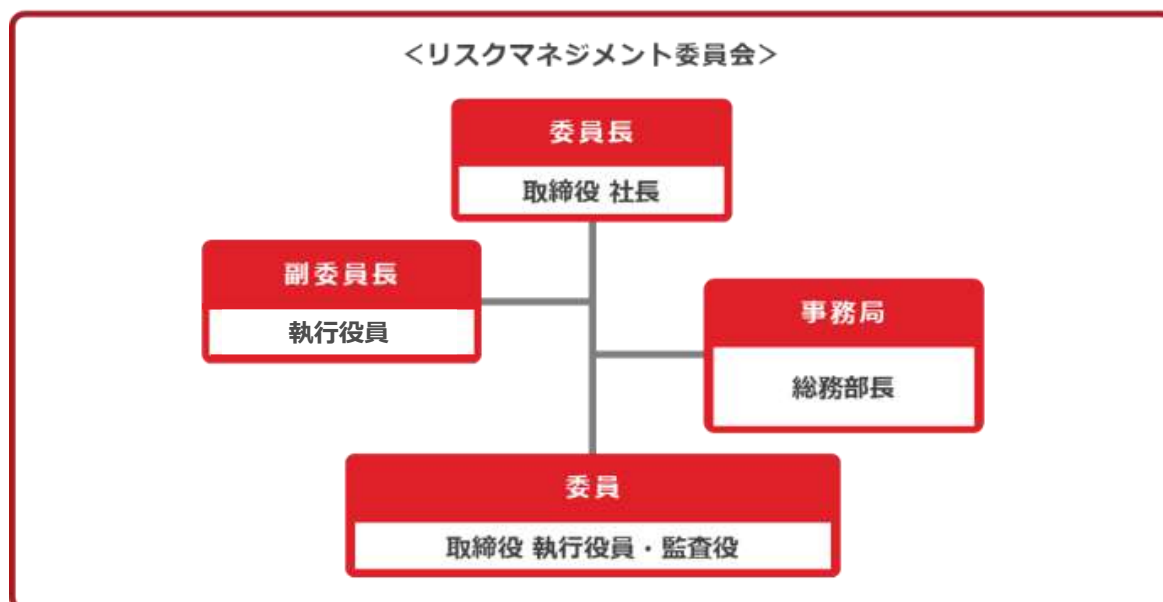 ＜リスクマネジメント委員会＞
委員長
取締役 社長
副委員長
執行役員
事務局
総務部長
委員
取締役 執行役員・監査役